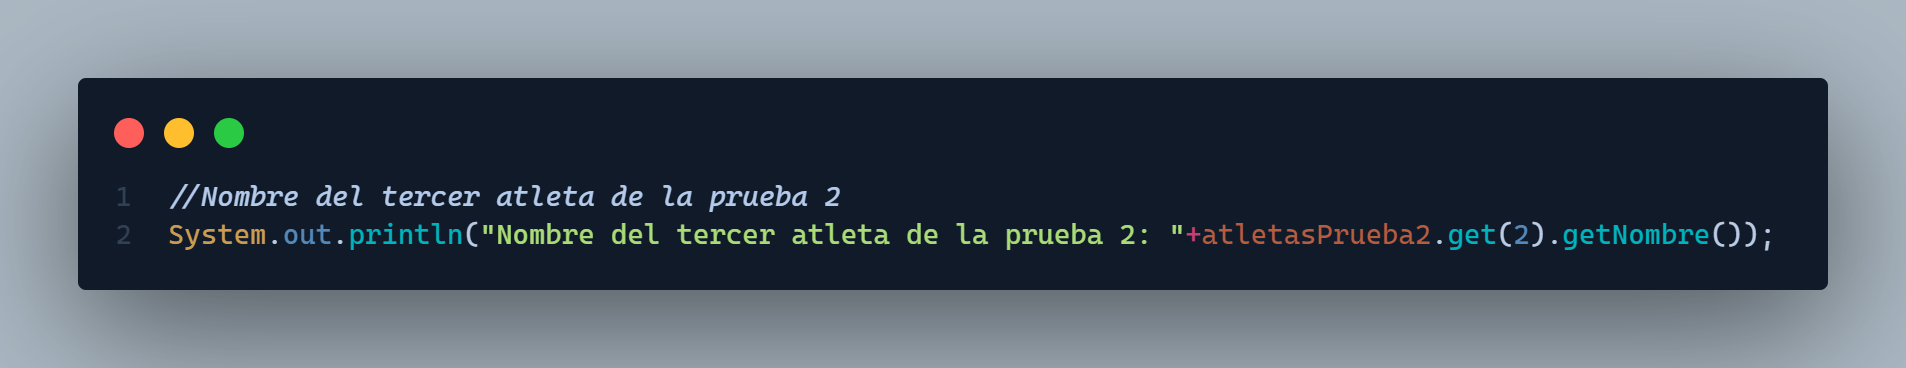 1 //Nombre del tercer atleta de la prueba 2
2 System.out.println("Nombre del tercer atleta de la prueba 2: "+atletasPrueba2.get(2).getNombre());